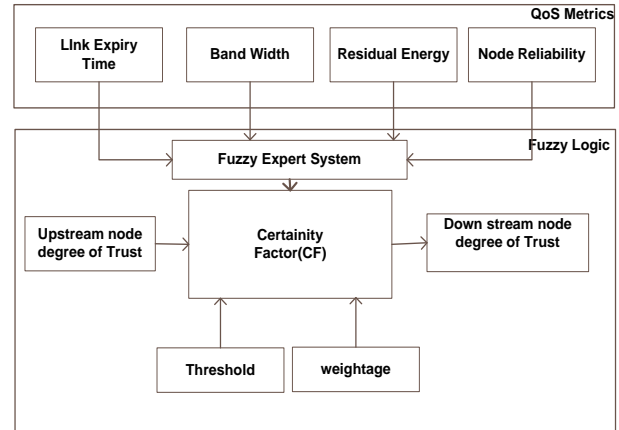 QoS Metrics
LInk Expiry
Time
Band Width
Residual Energy
Node Reliability
Fuzzy Logic
Fuzzy Expert System
Upstream node
degree of Trust
Certainity
Factor(CF)
Down stream node
degree of Trust
Threshold
weightage